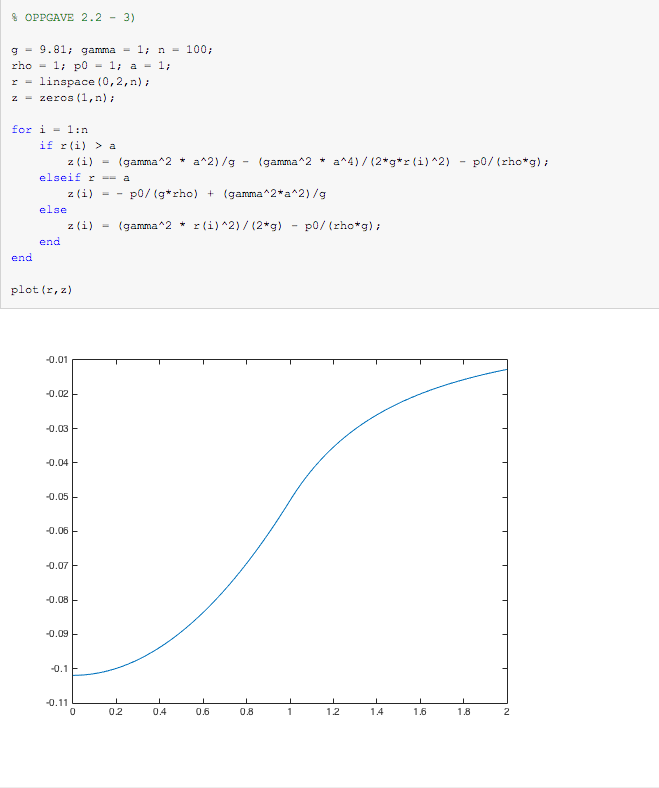 % OPPGAVE 2.2 - 3)
g = 9.81; gamma = 1; n = 100;
rho = 1; p0 = 1; a = 1;
r = linspace(0,2,n);
z = zeros(1,n);
for i = 1:n
if r(i) > a
z(i) = (gamma^2 * a^2)/g - (gamma^2 * a^4)/(2*g*r(i)^2) - p0/(rho*g);
elseif r == a
z(i) = - p0/(g*rho) + (gamma^2*a^2)/g
else
z(i) = (gamma^2 * r(i)^2)/(2*g) - p0/(rho*g);
end
end
plot(r,z)
-0.01
-0.02
-0.03
-0.04
-0.05
-0.06
-0.07
-0.08
-0.09
-0.1
-0.11
0 0.2 0.4 0.6 0.8 1 1.2 1.4 1.6 1.8 2